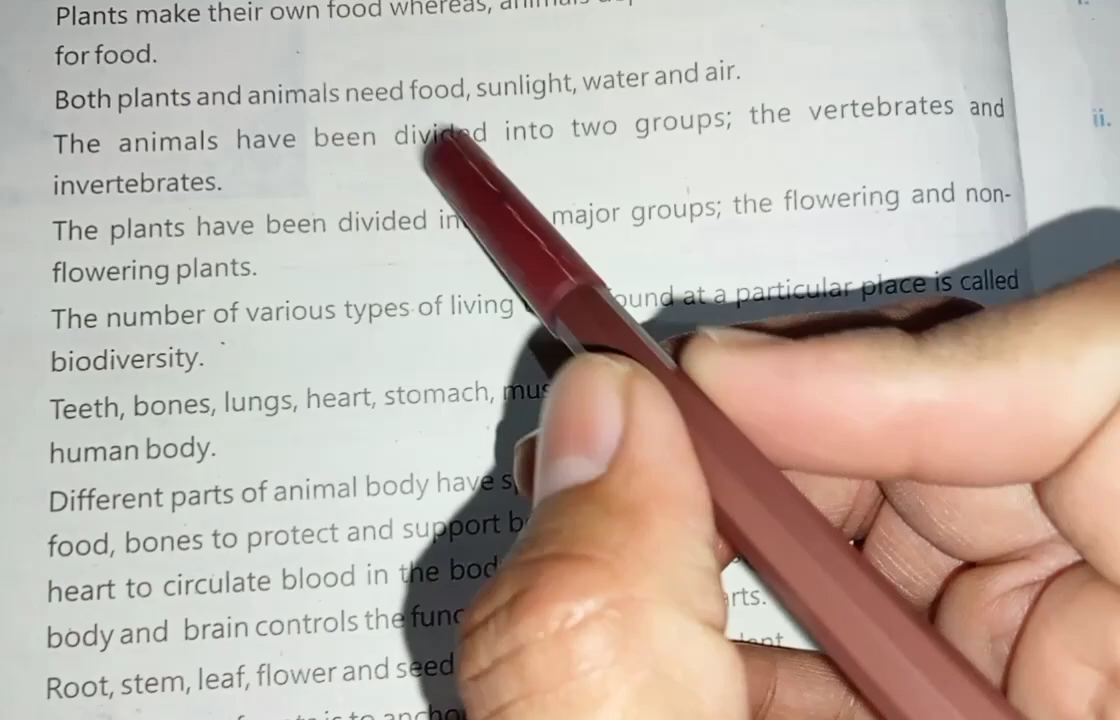 Plants make their own food whereas,
for food.
Both plants and animals need food, sunlight, water and air.
The animals have been divided into two groups; the vertebrates and
invertebrates.
The plants have been divided major groups; the flowering and non-
flowering plants.
The number of various types of living at a particular place is called
biodiversity.
Teeth, bones, lungs, heart, stomach,
human body.
Different parts of animal body have
food, bones to protect and support
heart to circulate blood in the
body and brain controls the
Root, stem, leaf, flower and seed
ii.